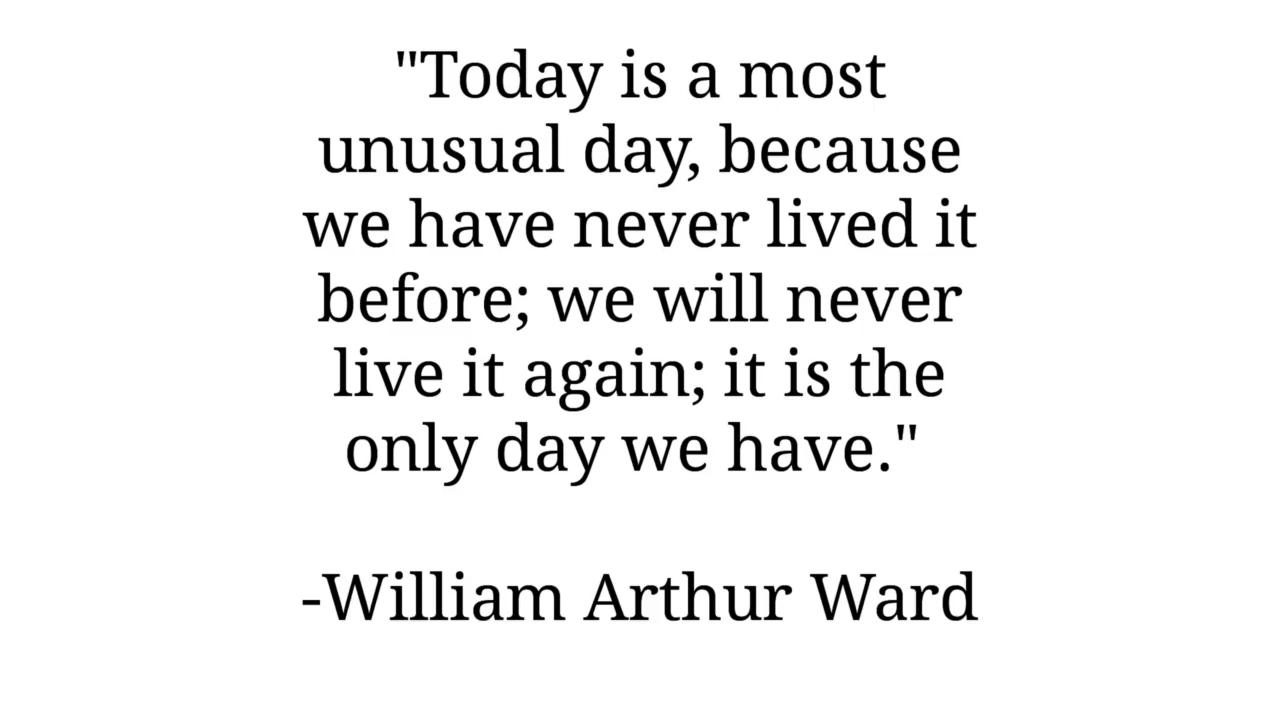 "Today is a most
unusual day, because
we have never lived it
before; we will never
live it again; it is the
only day we have."
-William Arthur Ward